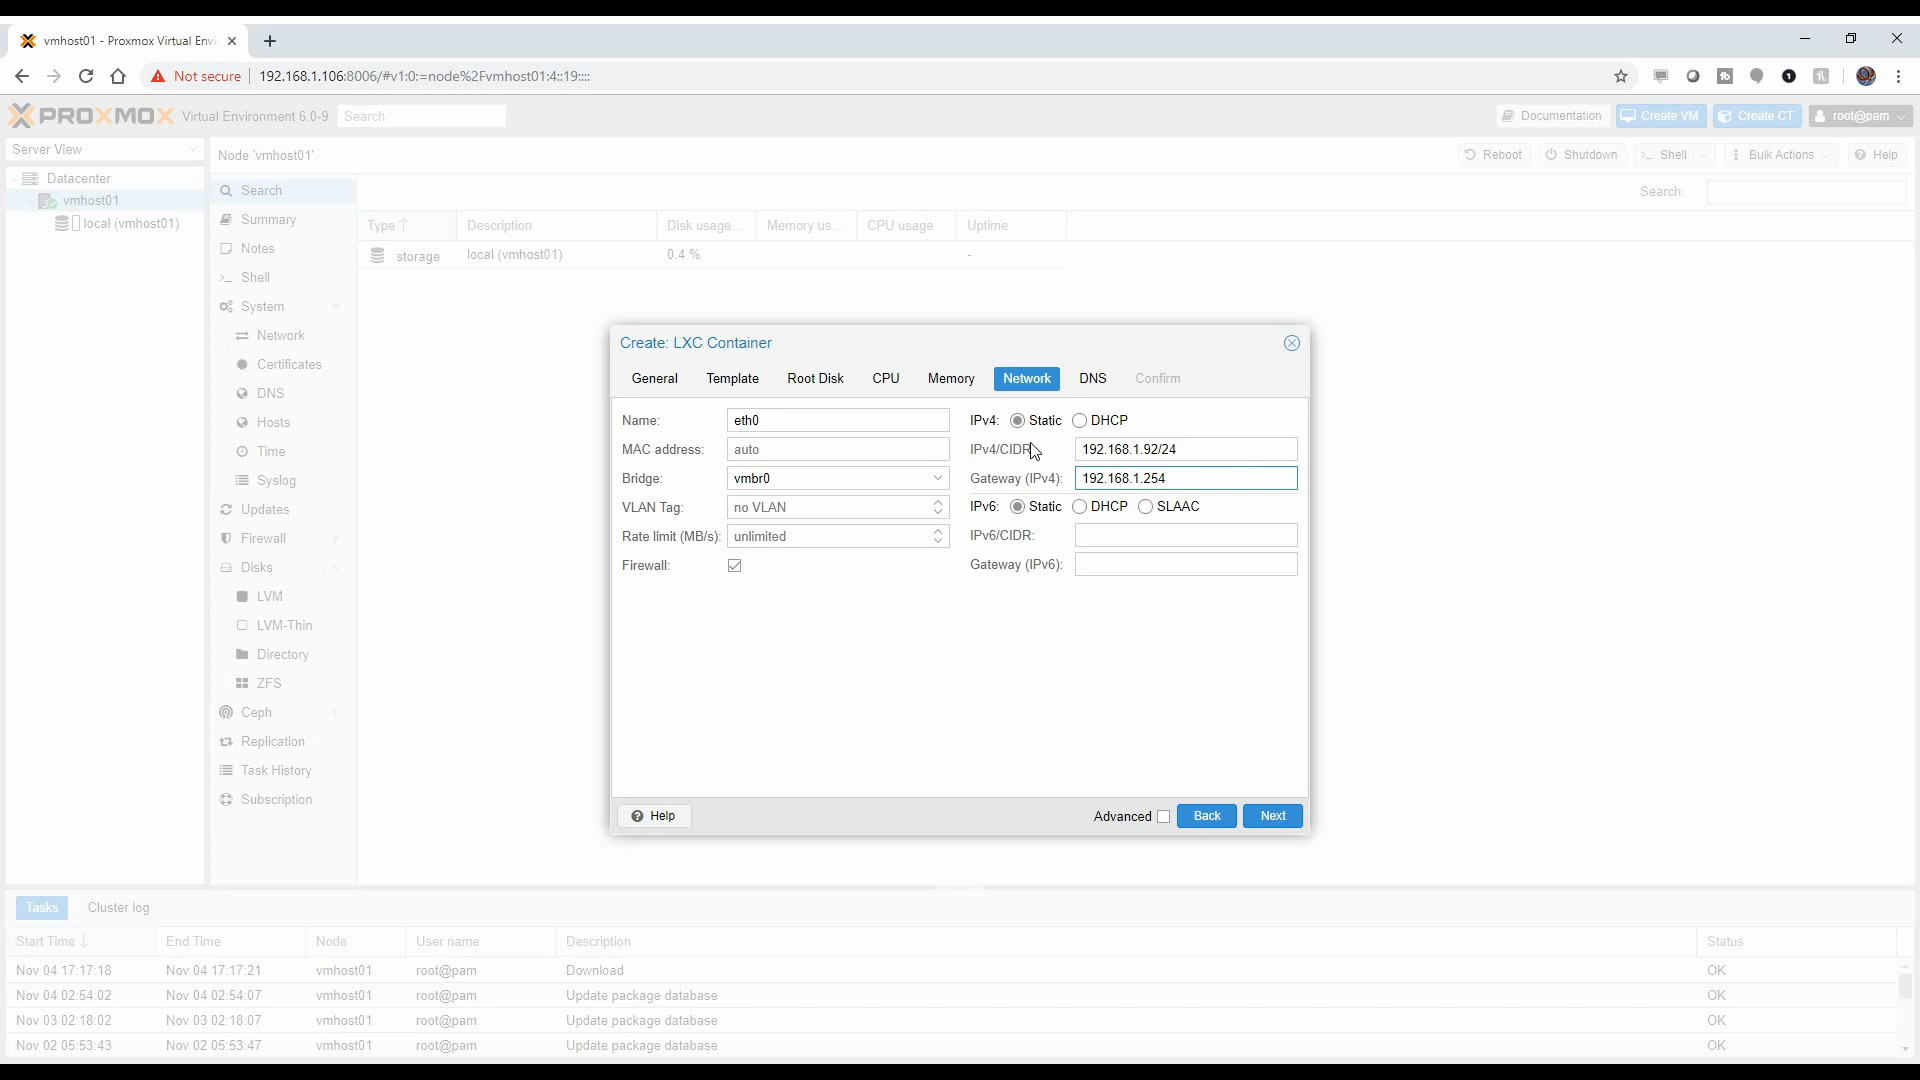 vmhost01 - Proxmox Virtual Envi
Not secure 192.168.1.106:8006/#v1:0:=node%2Fvmhost01:4::19::::
PROXMOX Virtual Environment 6.0-9 Search Documentation Create VM Create CT root@pam
Server View
Node 'vmhost01' Reboot Shutdown Shell Bulk Actions Help
Datacenter
vmhost01
local (vmhost01)
Search
Summary
Notes
Shell
System
Network
Certificates
DNS
Hosts
Time
Syslog
Updates
Firewall
Disks
LVM
LVM-Thin
Directory
ZFS
Ceph
Replication
Task History
Subscription
Search:
Type Description Disk usage... Memory us... CPU usage Uptime
storage local (vmhost01) 0.4 % -
Create: LXC Container
General Template Root Disk CPU Memory Network DNS Confirm
Name: eth0
MAC address: auto
Bridge: vmbr0
VLAN Tag: no VLAN
Rate limit (MB/s): unlimited
Firewall:
IPv4: Static DHCP
IPv4/CIDR 192.168.1.92/24
Gateway (IPv4): 192.168.1.254
IPv6: Static DHCP SLAAC
IPv6/CIDR:
Gateway (IPv6):
Help Advanced Back Next
Tasks Cluster log
Start Time End Time Node User name Description Status
Nov 04 17:17:18 Nov 04 17:17:21 vmhost01 root@pam Download OK
Nov 04 02:54:02 Nov 04 02:54:07 vmhost01 root@pam Update package database OK
Nov 03 02:18:02 Nov 03 02:18:07 vmhost01 root@pam Update package database OK
Nov 02 05:53:43 Nov 02 05:53:47 vmhost01 root@pam Update package database OK